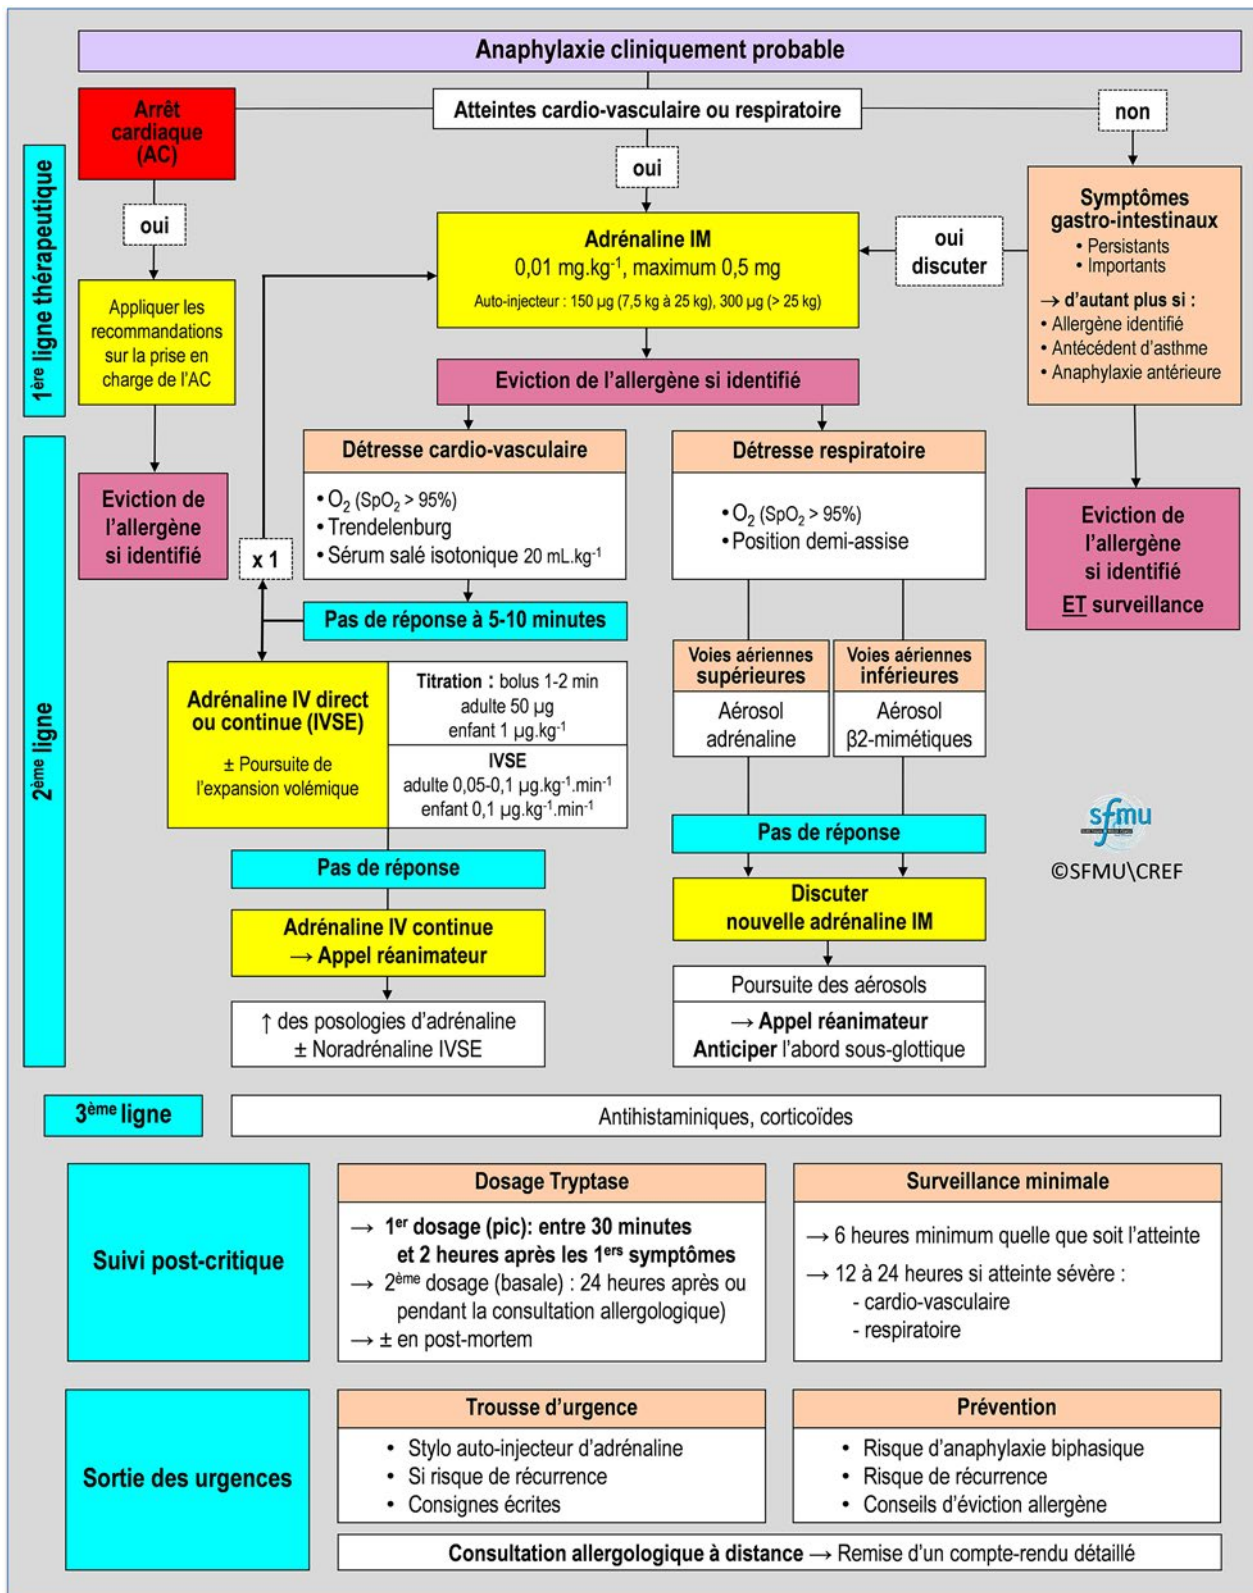 Anaphylaxie cliniquement probable
Arrêt
cardiaque
(AC)
Atteintes cardio-vasculaire ou respiratoire
non
oui
oui
1ère ligne thérapeutique
Appliquer les
recommandations
sur la prise en
charge de l'AC
Adrénaline IM
0,01 mg.kg⁻¹, maximum 0,5 mg
Auto-injecteur : 150 µg (7,5 kg à 25 kg), 300 µg (> 25 kg)
oui
discuter
Symptômes
gastro-intestinaux
• Persistants
• Importants
→ d'autant plus si :
• Allergène identifié
• Antécédent d'asthme
• Anaphylaxie antérieure
Eviction de l'allergène si identifié
2ème ligne
Eviction de
l'allergène
si identifié
x 1
Détresse cardio-vasculaire
• O₂ (SpO₂ > 95%)
• Trendelenburg
• Sérum salé isotonique 20 mL.kg⁻¹
Détresse respiratoire
• O₂ (SpO₂ > 95%)
• Position demi-assise
Eviction de
l'allergène
si identifié
ET surveillance
Pas de réponse à 5-10 minutes
Adrénaline IV direct
ou continue (IVSE)
± Poursuite de
l'expansion volémique
Titration : bolus 1-2 min
adulte 50 µg
enfant 1 µg.kg⁻¹
IVSE
adulte 0,05-0,1 µg.kg⁻¹.min⁻¹
enfant 0,1 µg.kg⁻¹.min⁻¹
Voies aériennes
supérieures
Aérosol
adrénaline
Voies aériennes
inférieures
Aérosol
β2-mimétiques
Pas de réponse
Pas de réponse
Adrénaline IV continue
→ Appel réanimateur
↑ des posologies d'adrénaline
± Noradrénaline IVSE
Discuter
nouvelle adrénaline IM
Poursuite des aérosols
→ Appel réanimateur
Anticiper l'abord sous-glottique
sfmu
©SFMU\CREF
3ème ligne
Antihistaminiques, corticoïdes
Suivi post-critique
Dosage Tryptase
→ 1er dosage (pic): entre 30 minutes
et 2 heures après les 1ers symptômes
→ 2ème dosage (basale) : 24 heures après ou
pendant la consultation allergologique)
→ ± en post-mortem
Surveillance minimale
→ 6 heures minimum quelle que soit l'atteinte
→ 12 à 24 heures si atteinte sévère :
- cardio-vasculaire
- respiratoire
Sortie des urgences
Trousse d'urgence
• Stylo auto-injecteur d'adrénaline
• Si risque de récurrence
• Consignes écrites
Prévention
• Risque d'anaphylaxie biphasique
• Risque de récurrence
• Conseils d'éviction allergène
Consultation allergologique à distance → Remise d'un compte-rendu détaillé